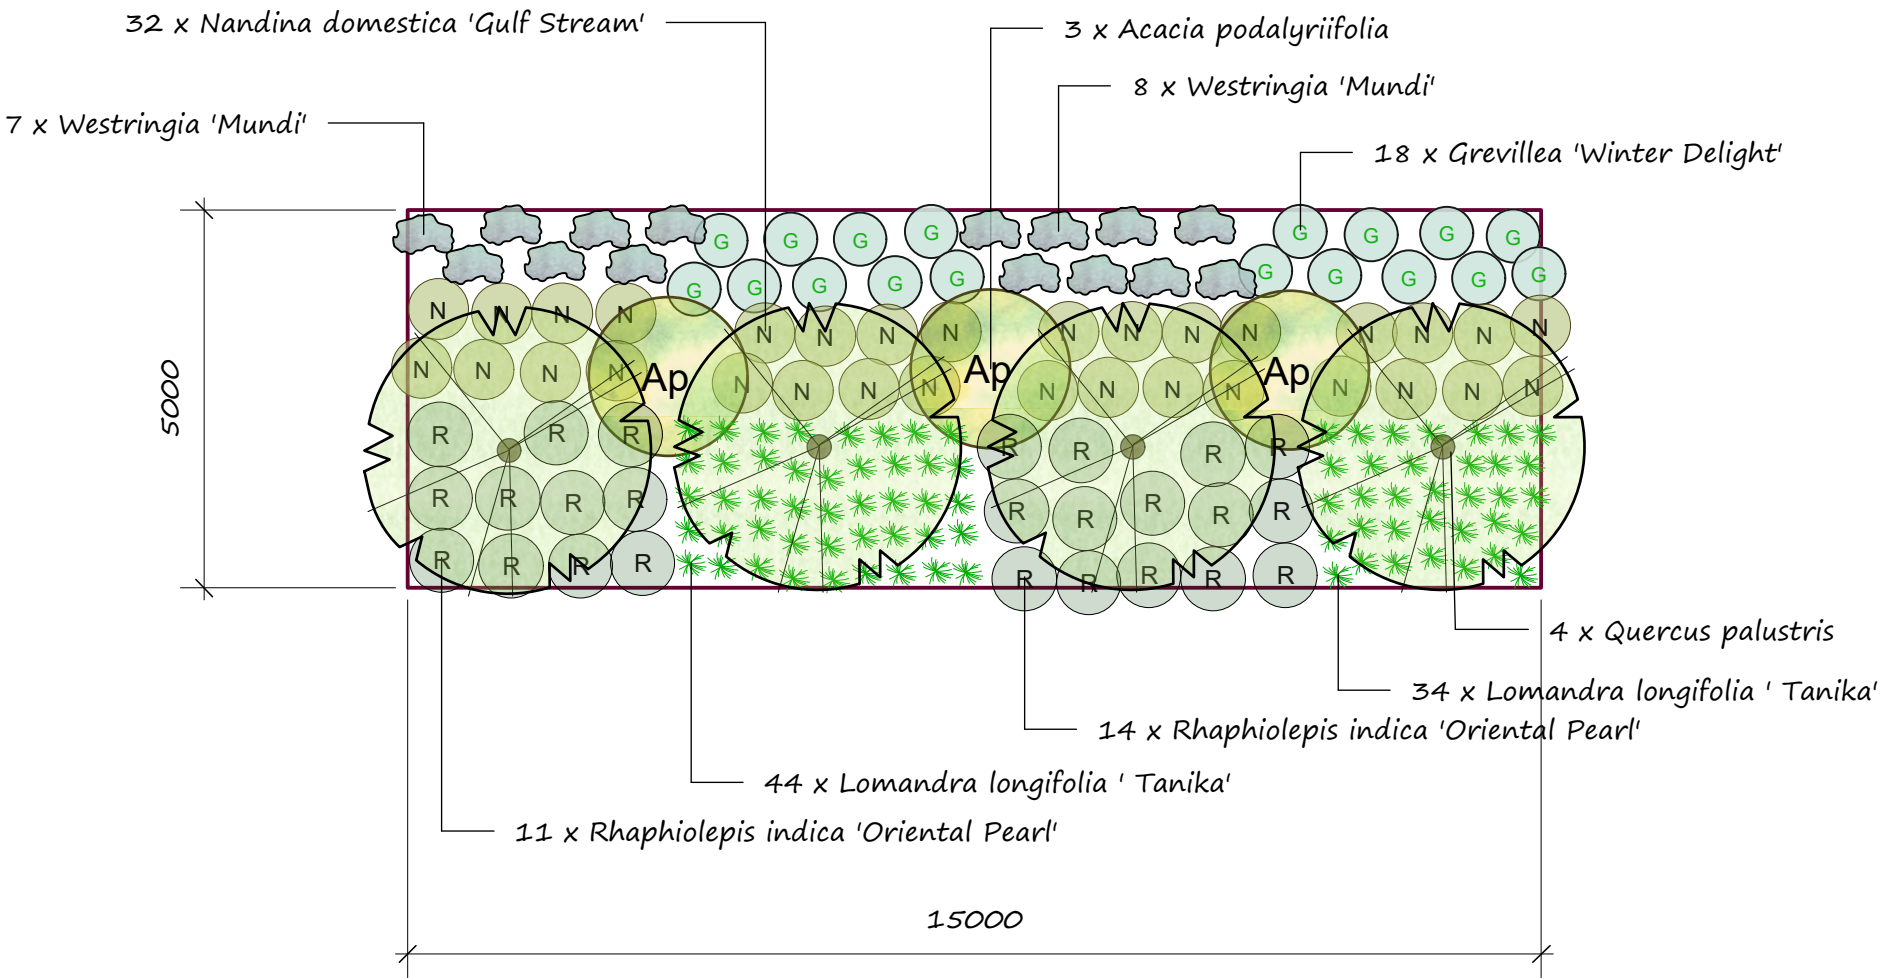 32 x Nandina domestica 'Gulf Stream'
3 x Acacia podalyriifolia
8 x Westringia 'Mundi'
7 x Westringia 'Mundi'
18 x Grevillea 'Winter Delight'
G G G G G G G G
G G G G G G G G G G
N N N N N N N N N N N N N N N N
5000
N N N N Ap N N N N Ap N N N N Ap N N N N
R R R R R R R
R R R R R R R R R
R R R R R R R R R
4 x Quercus palustris
34 x Lomandra longifolia ' Tanika'
14 x Rhaphiolepis indica 'Oriental Pearl'
44 x Lomandra longifolia ' Tanika'
11 x Rhaphiolepis indica 'Oriental Pearl'
15000